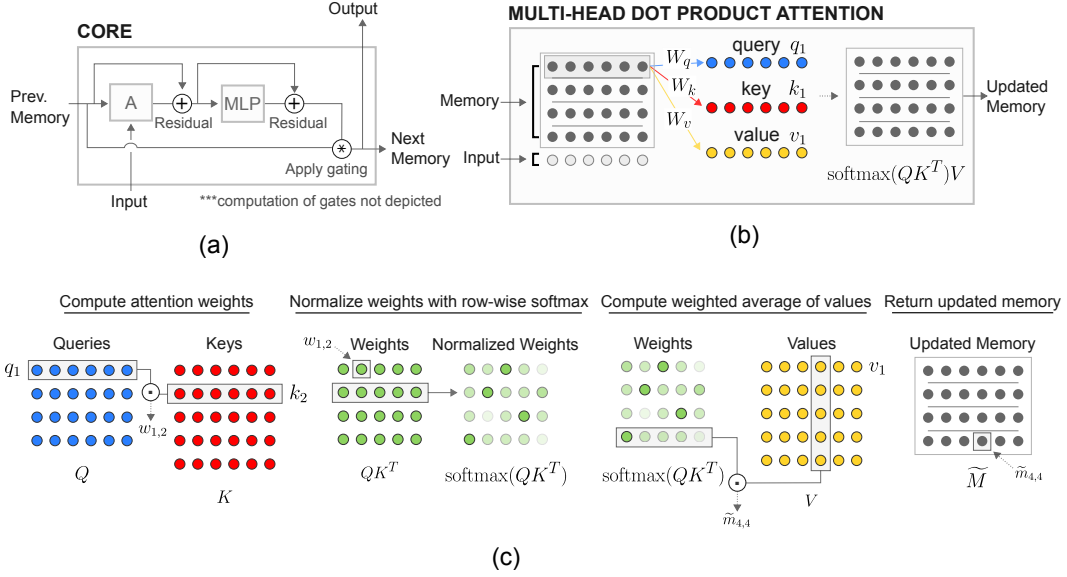 CORE
Output
Prev.
Memory
A
+
Residual
MLP
+
Residual
*
Apply gating
Next
Memory
Input
***computation of gates not depicted
(a)
MULTI-HEAD DOT PRODUCT ATTENTION
Memory
Input
W_q
W_k
W_v
query q_1
key k_1
value v_1
softmax(QK^T)V
Updated
Memory
(b)
Compute attention weights
Queries
Keys
q_1
k_2
w_{1,2}
Q
K
Normalize weights with row-wise softmax
w_{1,2}
Weights
Normalized Weights
QK^T
softmax(QK^T)
Compute weighted average of values
Weights
Values
v_1
softmax(QK^T)
V
m̃_{4,4}
Return updated memory
Updated Memory
M̃
m̃_{4,4}
(c)